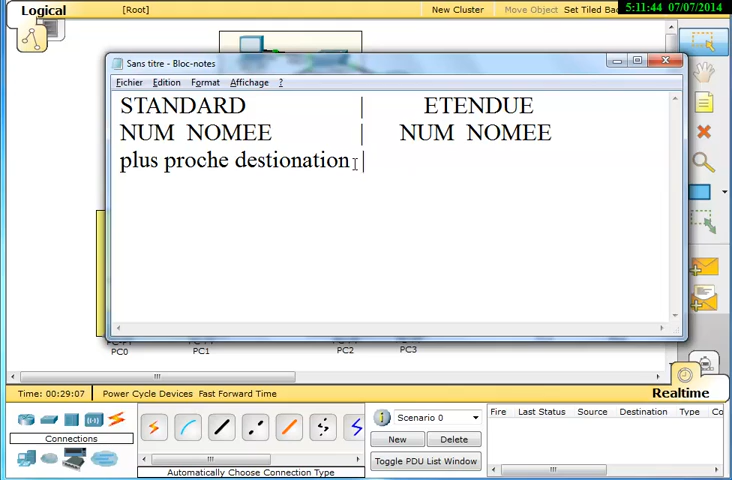 Logical [Root] New Cluster Move Object Set Tiled Ba 5:11:44 07/07/2014
Sans titre - Bloc-notes
Fichier Edition Format Affichage ?
STANDARD | ETENDUE
NUM NOMEE | NUM NOMEE
plus proche destionation |
PC0 PC1 PC2 PC3
Realtime
Time: 00:29:07 Power Cycle Devices Fast Forward Time
Scenario 0
Fire Last Status Source Destination Type Co
New Delete
Connections
Toggle PDU List Window
Automatically Choose Connection Type